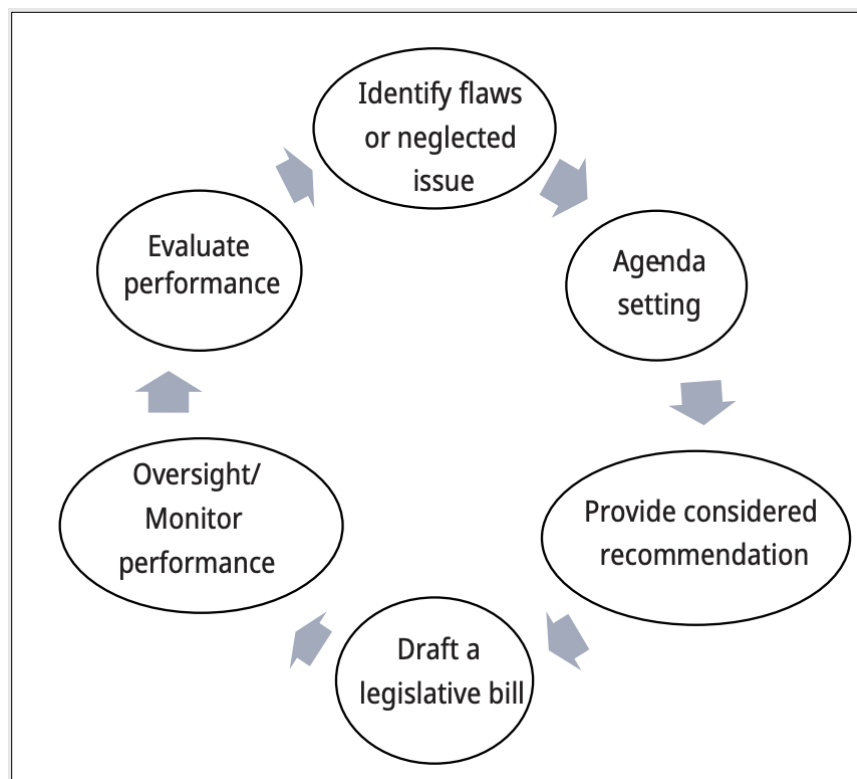 Identify flaws
or neglected
issue
Agenda
setting
Provide considered
recommendation
Draft a
legislative bill
Oversight/
Monitor
performance
Evaluate
performance